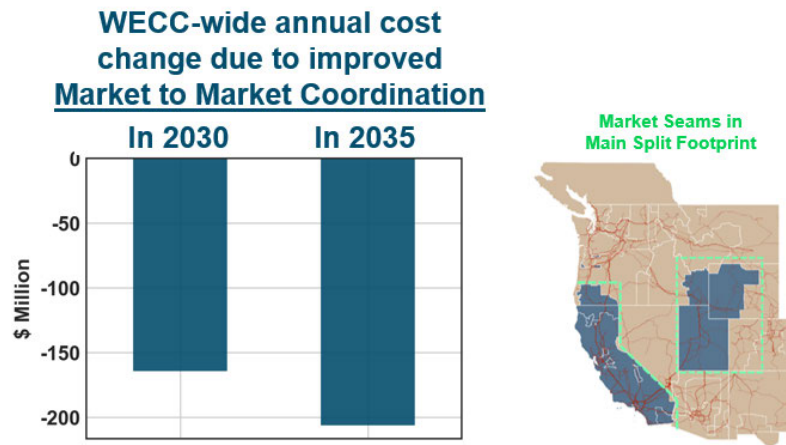 WECC-wide annual cost
change due to improved
Market to Market Coordination
In 2030 In 2035
0
-50
-100
-150
-200
$ Million
Market Seams in
Main Split Footprint